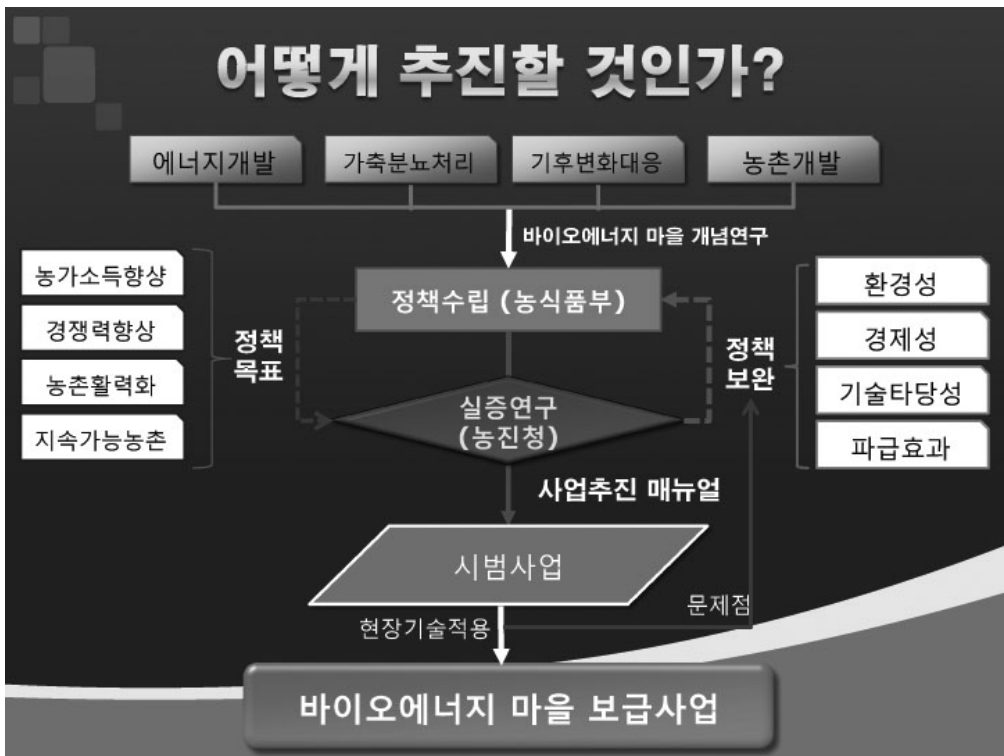 어떻게 추진할 것인가?
에너지개발
가축분뇨처리
기후변화대응
농촌개발
바이오에너지 마을 개념연구
농가소득향샹
경쟁력향상
농촌활력화
지속가능농촌
정책
목표
정책수립 (농식품부)
실증연구
(농진청)
정책
보완
환경성
경제성
기술타당성
파급효과
사업추진 매뉴얼
시범사업
문제점
현장기술적용
바이오에너지 마을 보급사업